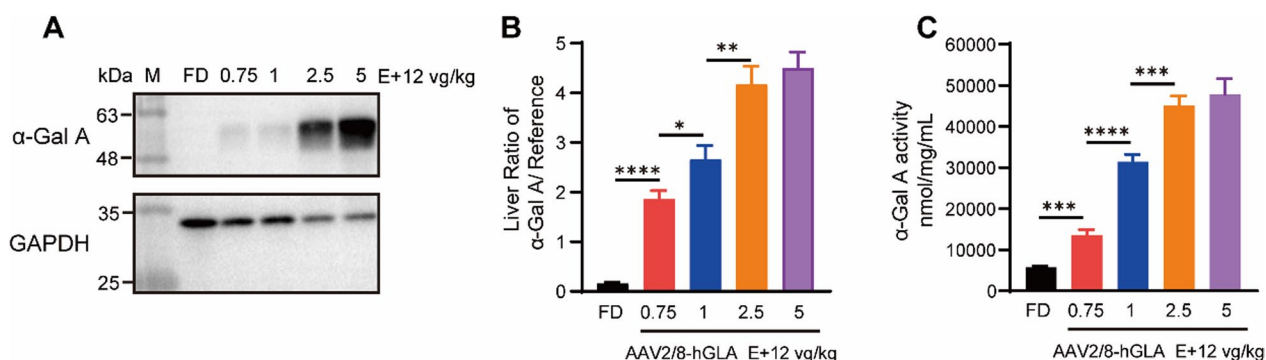 A
kDa M FD 0.75 1 2.5 5 E+12 vg/kg
α-Gal A
63
48
GAPDH
35
25
B
Liver Ratio of
α-Gal A/ Reference
5
4
3
2
1
0
****
*
**
FD 0.75 1 2.5 5
AAV2/8-hGLA E+12 vg/kg
C
α-Gal A activity
nmol/mg/mL
60000
50000
40000
30000
20000
10000
0
***
****
***
FD 0.75 1 2.5 5
AAV2/8-hGLA E+12 vg/kg